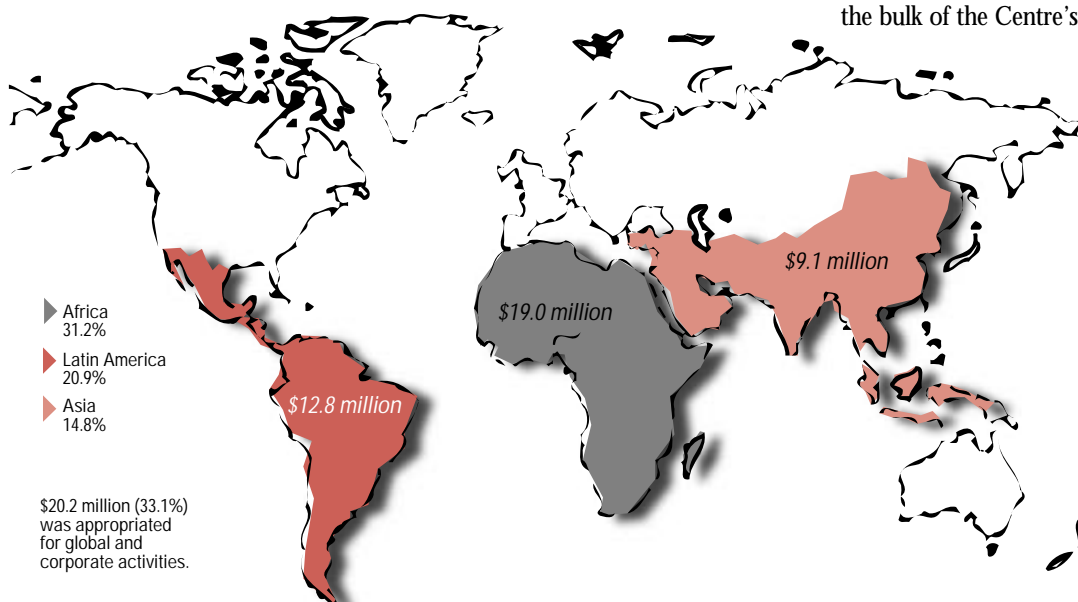 the bulk of the Centre's
$9.1 million
$19.0 million
Africa
31.2%
Latin America
20.9%
Asia
14.8%
$12.8 million
$20.2 million (33.1%)
was appropriated
for global and
corporate activities.